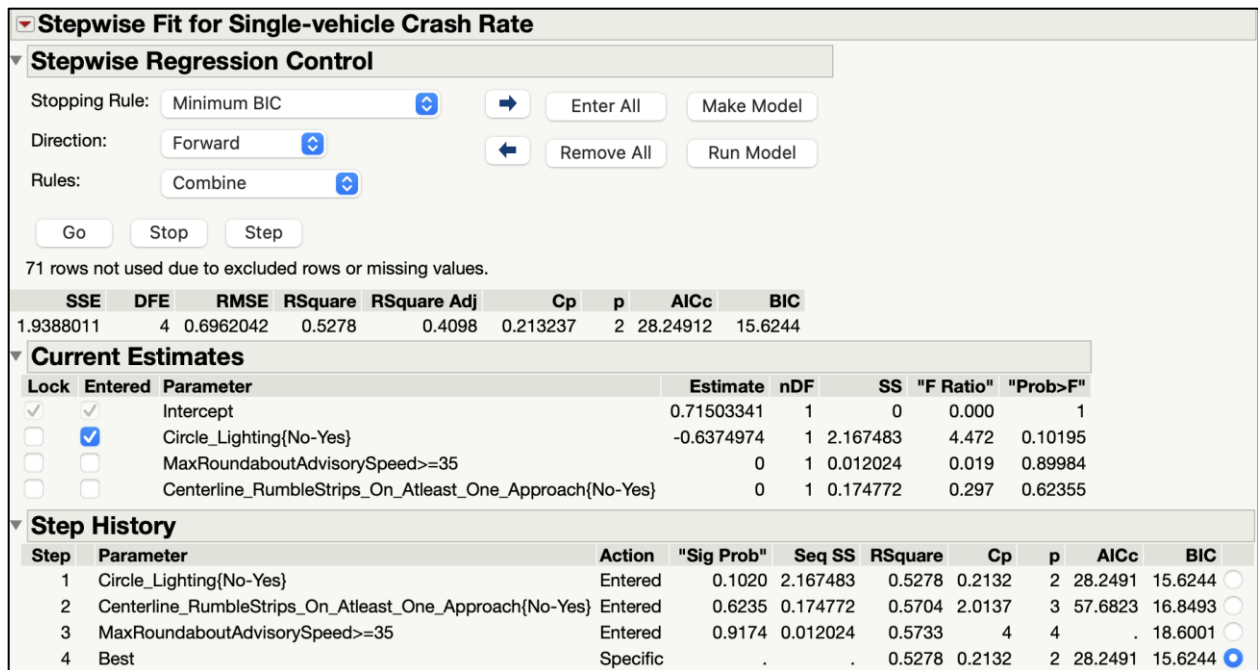 Stepwise Fit for Single-vehicle Crash Rate
Stepwise Regression Control
Stopping Rule: Minimum BIC Enter All Make Model
Direction: Forward Remove All Run Model
Rules: Combine
Go Stop Step
71 rows not used due to excluded rows or missing values.
SSE DFE RMSE RSquare RSquare Adj Cp p AICc BIC
1.9388011 4 0.6962042 0.5278 0.4098 0.213237 2 28.24912 15.6244
Current Estimates
Lock Entered Parameter Estimate nDF SS "F Ratio" "Prob>F"
Intercept 0.71503341 1 0 0.000 1
Circle_Lighting{No-Yes} -0.6374974 1 2.167483 4.472 0.10195
MaxRoundaboutAdvisorySpeed>=35 0 1 0.012024 0.019 0.89984
Centerline_RumbleStrips_On_Atleast_One_Approach{No-Yes} 0 1 0.174772 0.297 0.62355
Step History
Step Parameter Action "Sig Prob" Seq SS RSquare Cp p AICc BIC
1 Circle_Lighting{No-Yes} Entered 0.1020 2.167483 0.5278 0.2132 2 28.2491 15.6244
2 Centerline_RumbleStrips_On_Atleast_One_Approach{No-Yes} Entered 0.6235 0.174772 0.5704 2.0137 3 57.6823 16.8493
3 MaxRoundaboutAdvisorySpeed>=35 Entered 0.9174 0.012024 0.5733 4 4 . 18.6001
4 Best Specific . . 0.5278 0.2132 2 28.2491 15.6244